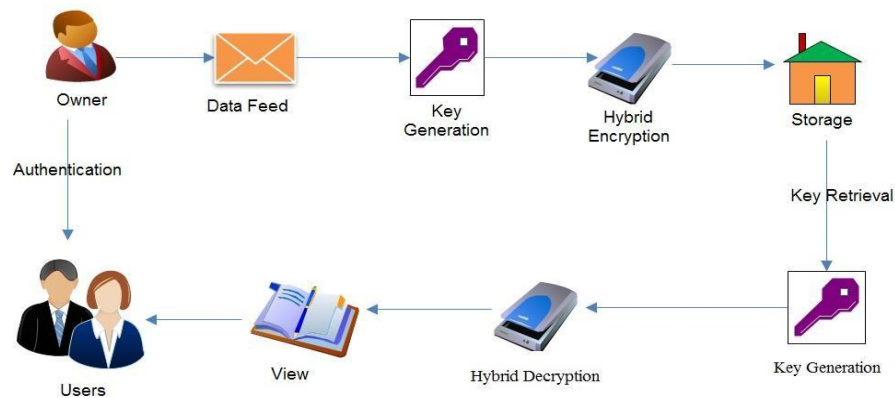 Owner
Data Feed
Key
Generation
Hybrid
Encryption
Storage
Authentication
Key Retrieval
Users
View
Hybrid Decryption
Key Generation